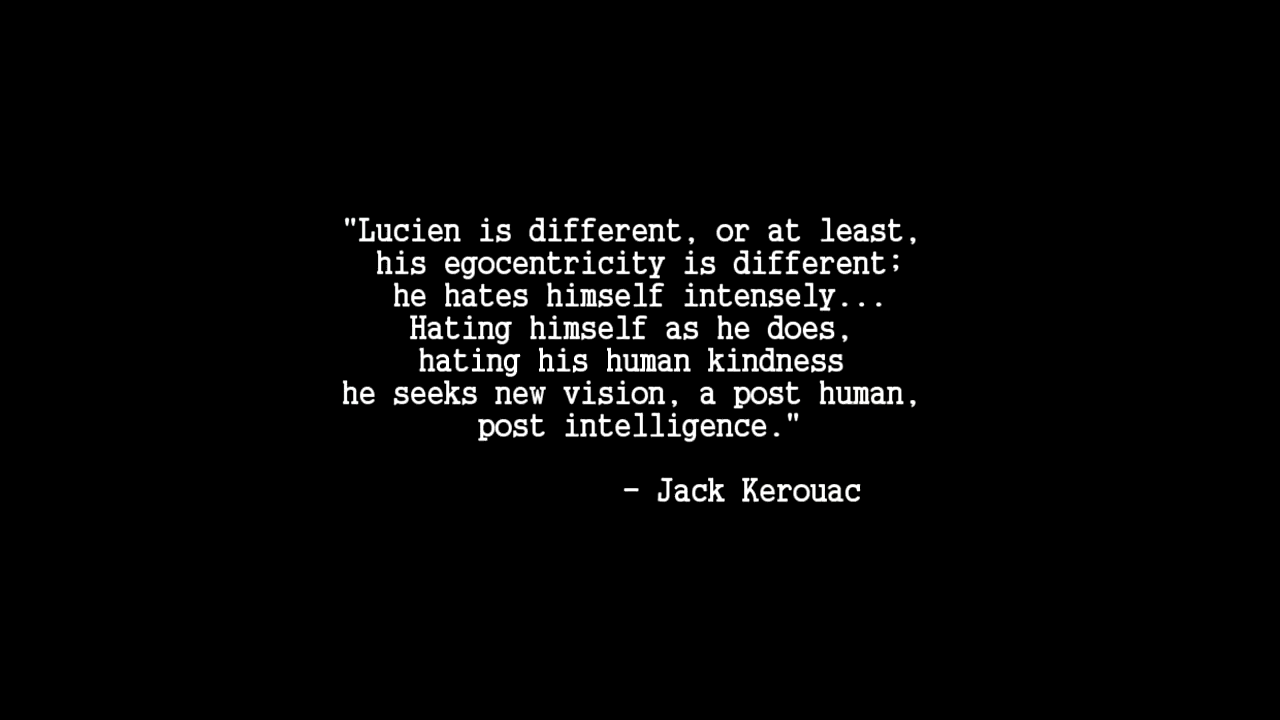 "Lucien is different, or at least,
his egocentricity is different;
he hates himself intensely...
Hating himself as he does,
hating his human kindness
he seeks new vision, a post human,
post intelligence."
- Jack Kerouac